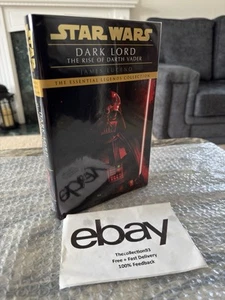 STAR WARS
DARK LORD
THE RISE OF DARTH VADER
THE ESSENTIAL LEGENDS COLLECTION
ebay
Thecollection93
Free + Fast Delivery
100% Feedback